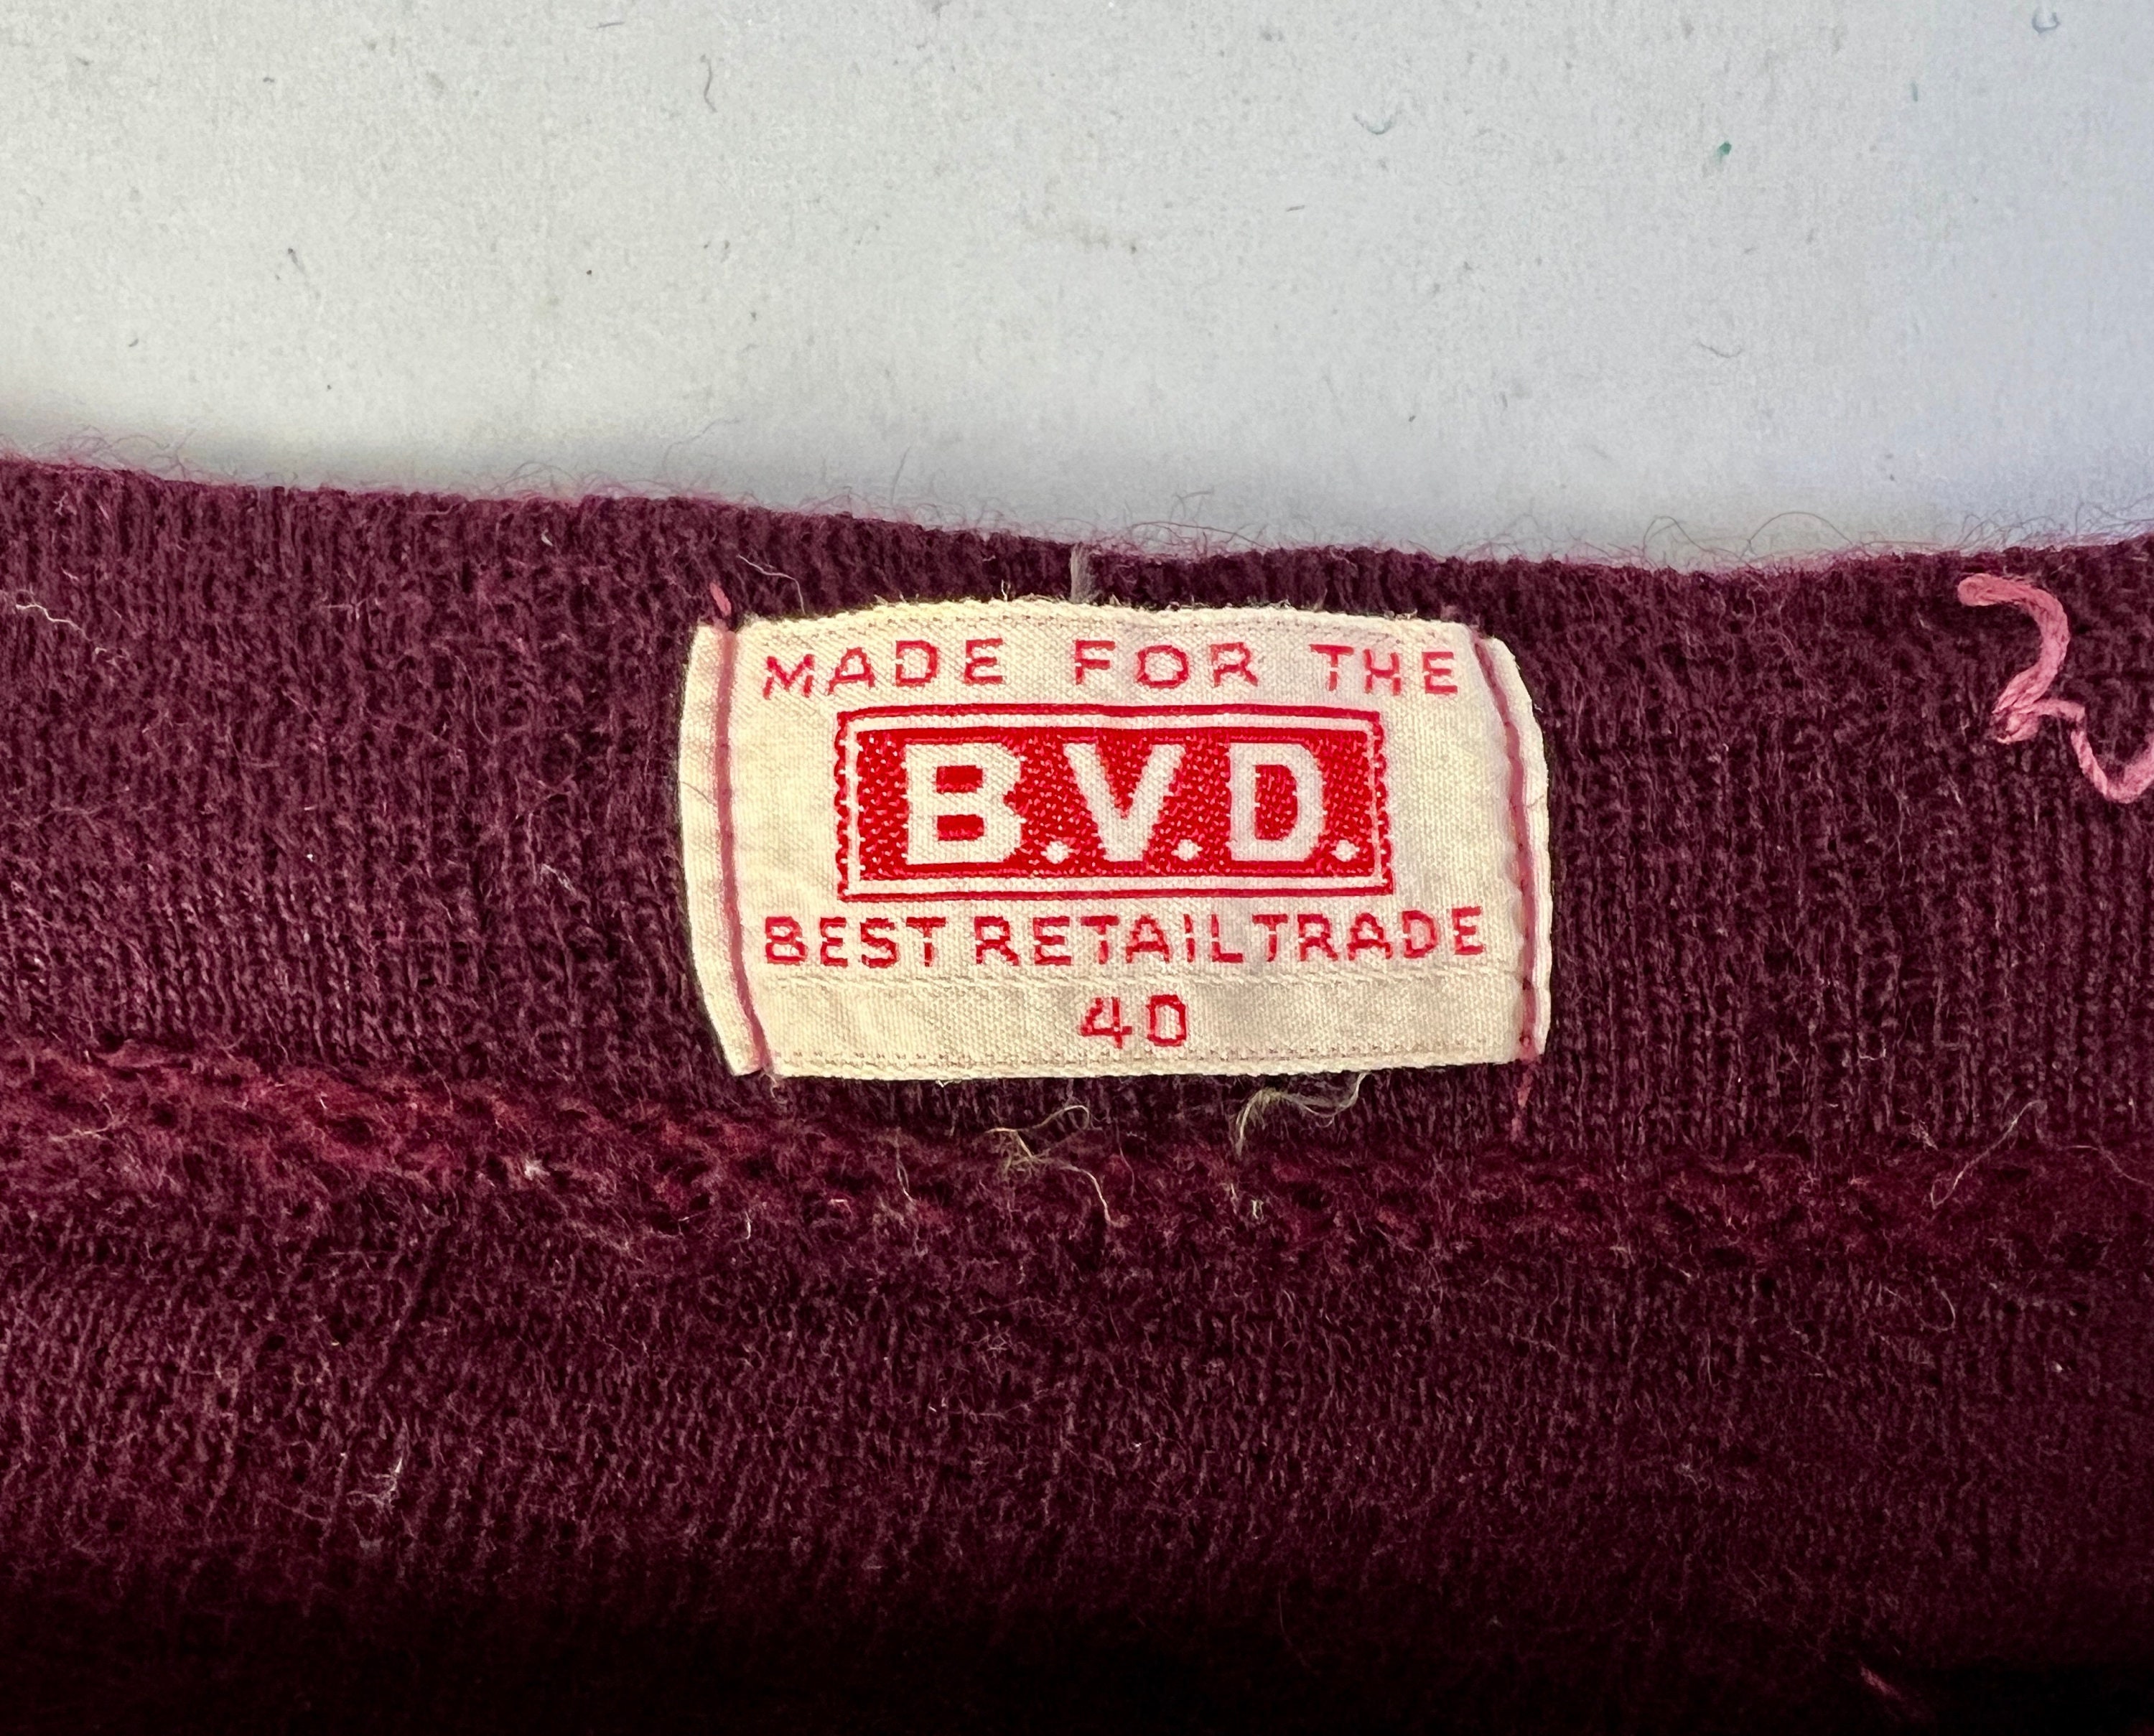 MADE FOR THE
B.V.D.
BEST RETAIL TRADE
40